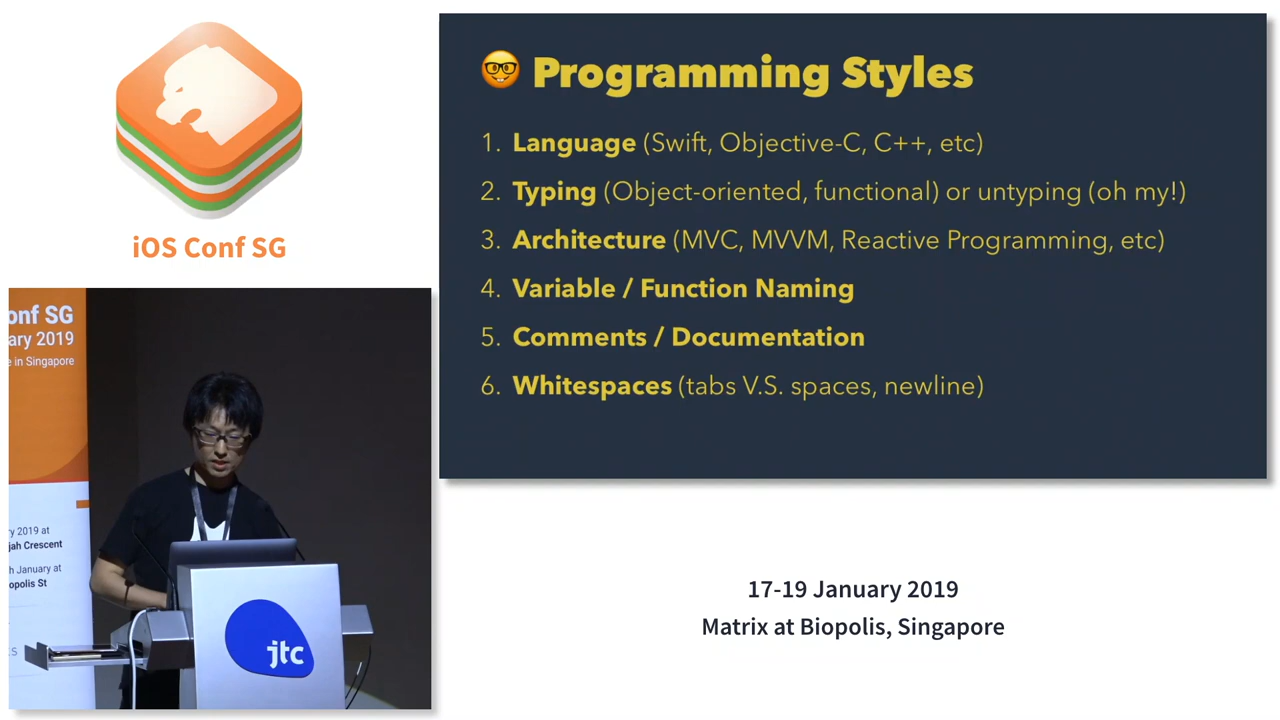 iOS Conf SG
Programming Styles
1. Language (Swift, Objective-C, C++, etc)
2. Typing (Object-oriented, functional) or untyping (oh my!)
3. Architecture (MVC, MVVM, Reactive Programming, etc)
4. Variable / Function Naming
5. Comments / Documentation
6. Whitespaces (tabs V.S. spaces, newline)
onf SG
ary 2019
e in Singapore
ry 2019 at
jah Crescent
h January at
opolis St
jtc
17-19 January 2019
Matrix at Biopolis, Singapore